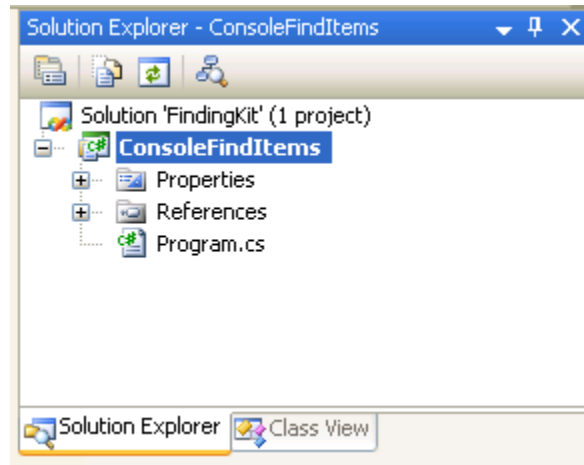 Solution Explorer - ConsoleFindItems
Solution 'FindingKit' (1 project)
ConsoleFindItems
Properties
References
Program.cs
Solution Explorer Class View